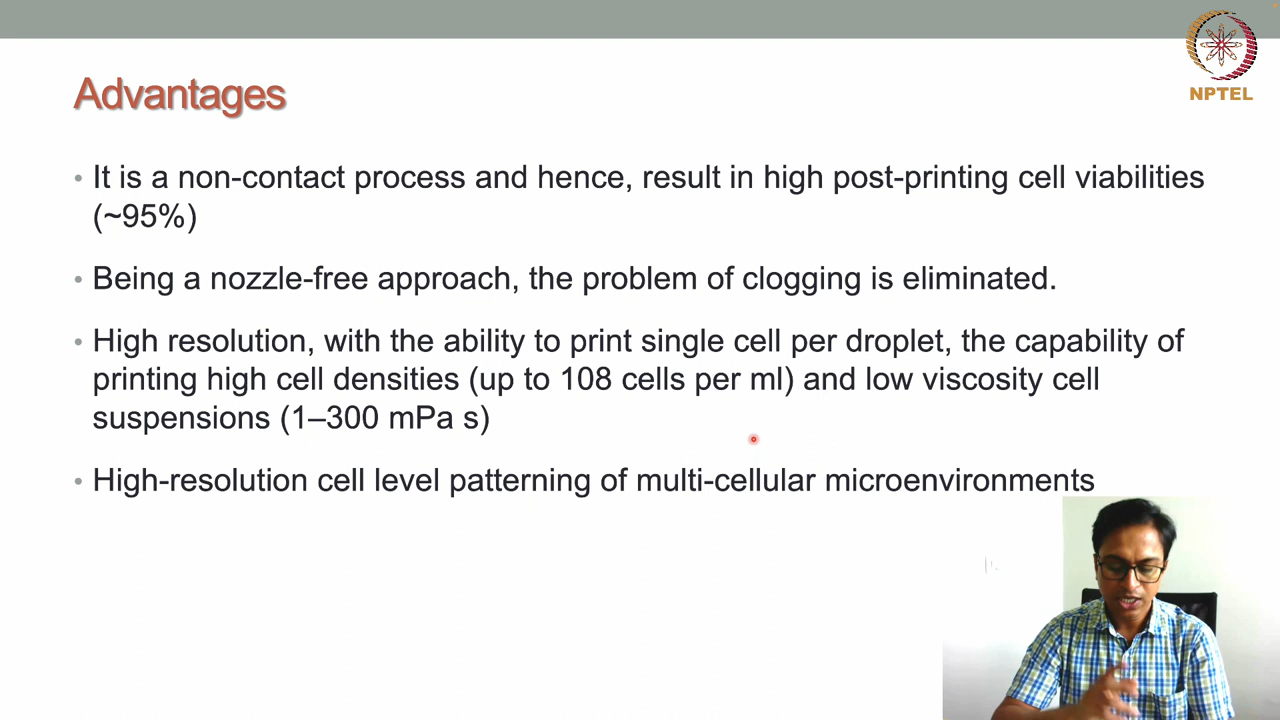 NPTEL
Advantages
• It is a non-contact process and hence, result in high post-printing cell viabilities
(~95%)
• Being a nozzle-free approach, the problem of clogging is eliminated.
• High resolution, with the ability to print single cell per droplet, the capability of
printing high cell densities (up to 108 cells per ml) and low viscosity cell
suspensions (1–300 mPa s)
• High-resolution cell level patterning of multi-cellular microenvironments